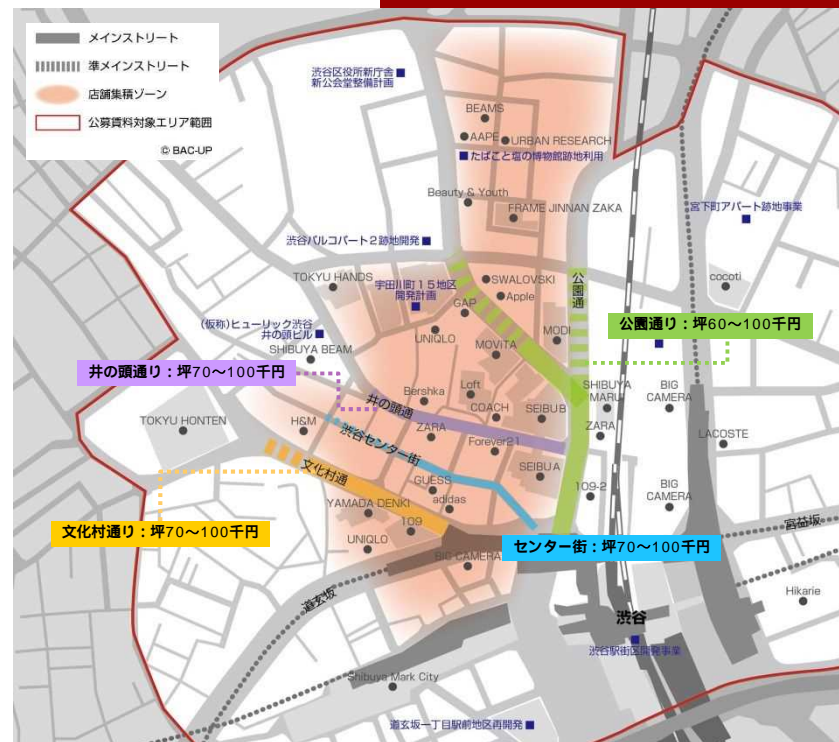 メインストリート
準メインストリート
店舗集積ゾーン
公募賃料対象エリア範囲
© BAC-UP
渋谷区役所新庁舎
新公会堂整備計画
BEAMS
AAPE
URBAN RESEARCH
たばこと塩の博物館跡地利用
Beauty & Youth
FRAME JINNAN ZAKA
宮下町アパート跡地事業
渋谷パルコパート2跡地開発
TOKYU HANDS
宇田川町15地区
開発計画
SWALOVSKI
公園通
cocoti
Apple
GAP
(仮称)ヒューリック渋谷
井の頭ビル
UNIQLO
MODI
公園通り：坪60～100千円
SHIBUYA BEAM
MOVITA
井の頭通り：坪70～100千円
Bershka
Loft
SHIBUYA
MARU
BIG
CAMERA
井の頭通
COACH
SEIBU B
TOKYU HONTEN
H&M
渋谷センター街
ZARA
Forever21
ZARA
LACOSTE
文化村通
GUESS
SEIBU A
YAMADA DENKI
adidas
109-2
BIG
CAMERA
109
文化村通り：坪70～100千円
UNIQLO
センター街：坪70～100千円
宮益坂
BIG CAMERA
道玄坂
渋谷
Hikarie
渋谷駅街区開発事業
Shibuya Mark City
道玄坂一丁目駅前地区再開発